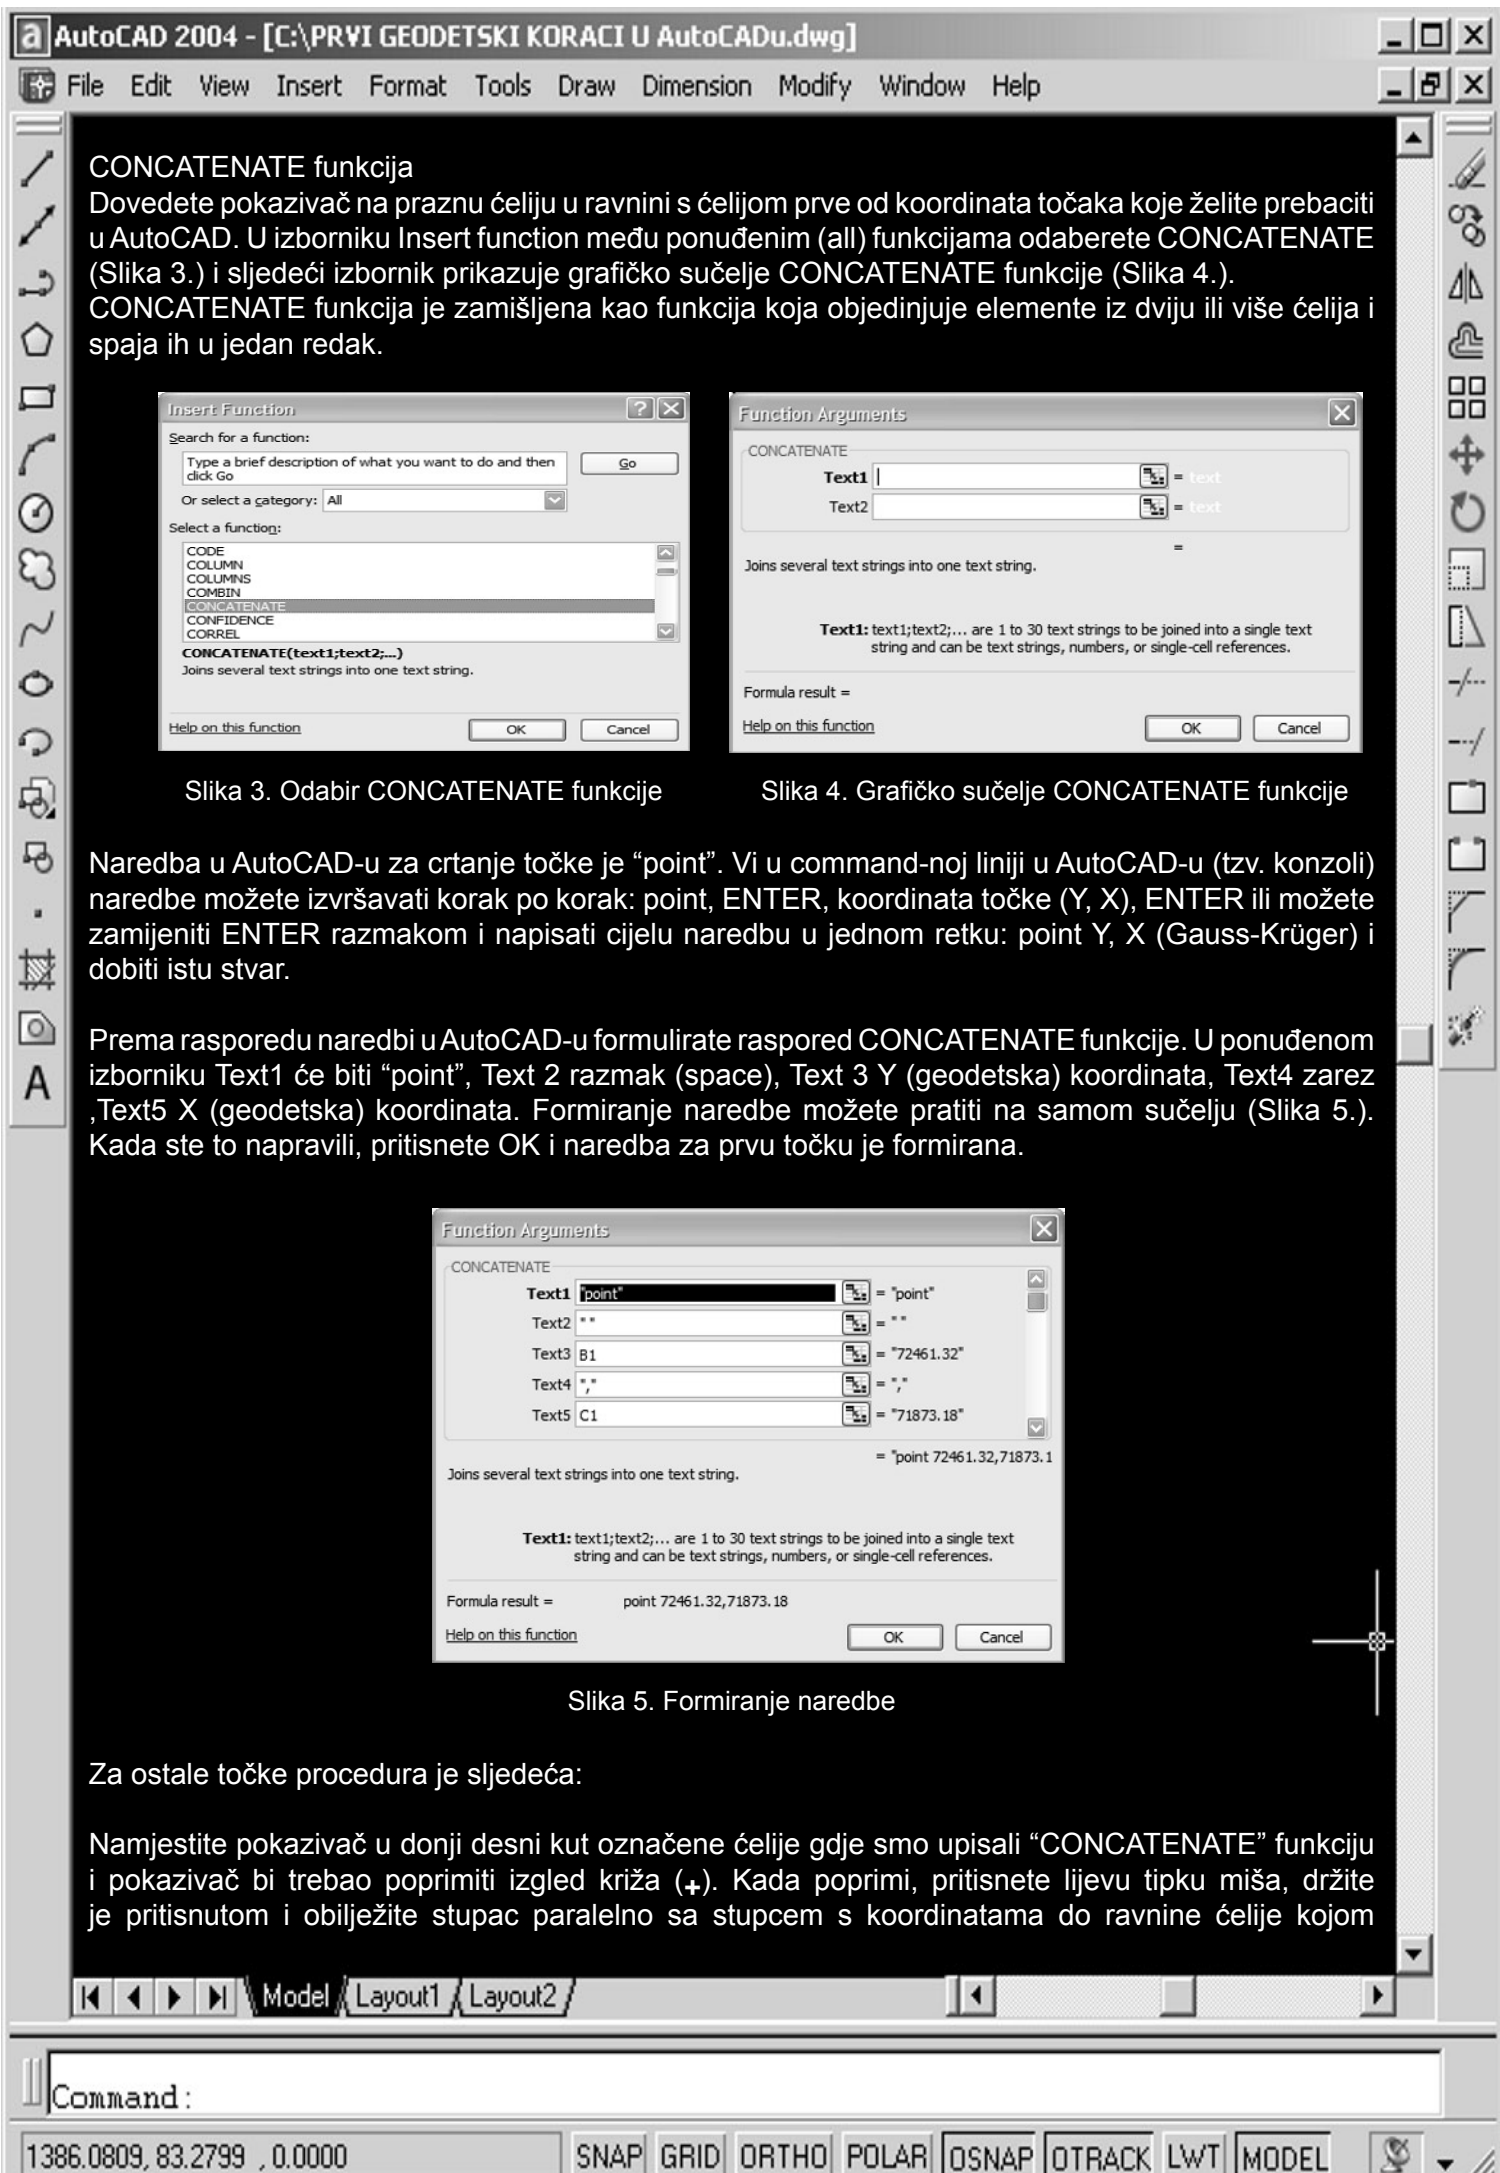 a AutoCAD 2004 - [C:\PRVI GEODETSKI KORACI U AutoCADu.dwg]
File Edit View Insert Format Tools Draw Dimension Modify Window Help
CONCATENATE funkcija
Dovedete pokazivač na praznu ćeliju u ravnini s ćelijom prve od koordinata točaka koje želite prebaciti
u AutoCAD. U izborniku Insert function među ponuđenim (all) funkcijama odaberete CONCATENATE
(Slika 3.) i sljedeći izbornik prikazuje grafičko sučelje CONCATENATE funkcije (Slika 4.).
CONCATENATE funkcija je zamišljena kao funkcija koja objedinjuje elemente iz dviju ili više ćelija i
spaja ih u jedan redak.
Insert Function
Search for a function:
Type a brief description of what you want to do and then
click Go
Go
Or select a category: All
Select a function:
CODE
COLUMN
COLUMNS
COMBIN
CONCATENATE
CONFIDENCE
CORREL
CONCATENATE(text1;text2;...)
Joins several text strings into one text string.
Help on this function OK Cancel
Function Arguments
CONCATENATE
Text1 = text
Text2 = text
=
Joins several text strings into one text string.
Text1: text1;text2;... are 1 to 30 text strings to be joined into a single text
string and can be text strings, numbers, or single-cell references.
Formula result =
Help on this function OK Cancel
Slika 3. Odabir CONCATENATE funkcije
Slika 4. Grafičko sučelje CONCATENATE funkcije
Naredba u AutoCAD-u za crtanje točke je “point”. Vi u command-noj liniji u AutoCAD-u (tzv. konzoli)
naredbe možete izvršavati korak po korak: point, ENTER, koordinata točke (Y, X), ENTER ili možete
zamijeniti ENTER razmakom i napisati cijelu naredbu u jednom retku: point Y, X (Gauss-Krüger) i
dobiti istu stvar.
Prema rasporedu naredbi u AutoCAD-u formulirate raspored CONCATENATE funkcije. U ponuđenom
izborniku Text1 će biti “point”, Text 2 razmak (space), Text 3 Y (geodetska) koordinata, Text4 zarez
,Text5 X (geodetska) koordinata. Formiranje naredbe možete pratiti na samom sučelju (Slika 5.).
Kada ste to napravili, pritisnete OK i naredba za prvu točku je formirana.
Function Arguments
CONCATENATE
Text1 "point" = "point"
Text2 " " = " "
Text3 B1 = "72461.32"
Text4 "," = ","
Text5 C1 = "71873.18"
= "point 72461.32,71873.1
Joins several text strings into one text string.
Text1: text1;text2;... are 1 to 30 text strings to be joined into a single text
string and can be text strings, numbers, or single-cell references.
Formula result = point 72461.32,71873.18
Help on this function OK Cancel
Slika 5. Formiranje naredbe
Za ostale točke procedura je sljedeća:
Namjestite pokazivač u donji desni kut označene ćelije gdje smo upisali “CONCATENATE” funkciju
i pokazivač bi trebao poprimiti izgled križa (+). Kada poprimi, pritisnete lijevu tipku miša, držite
je pritisnutom i obilježite stupac paralelno sa stupcem s koordinatama do ravnine ćelije kojom
Model Layout1 Layout2
Command:
1386.0809, 83.2799 , 0.0000 SNAP GRID ORTHO POLAR OSNAP OTRACK LWT MODEL